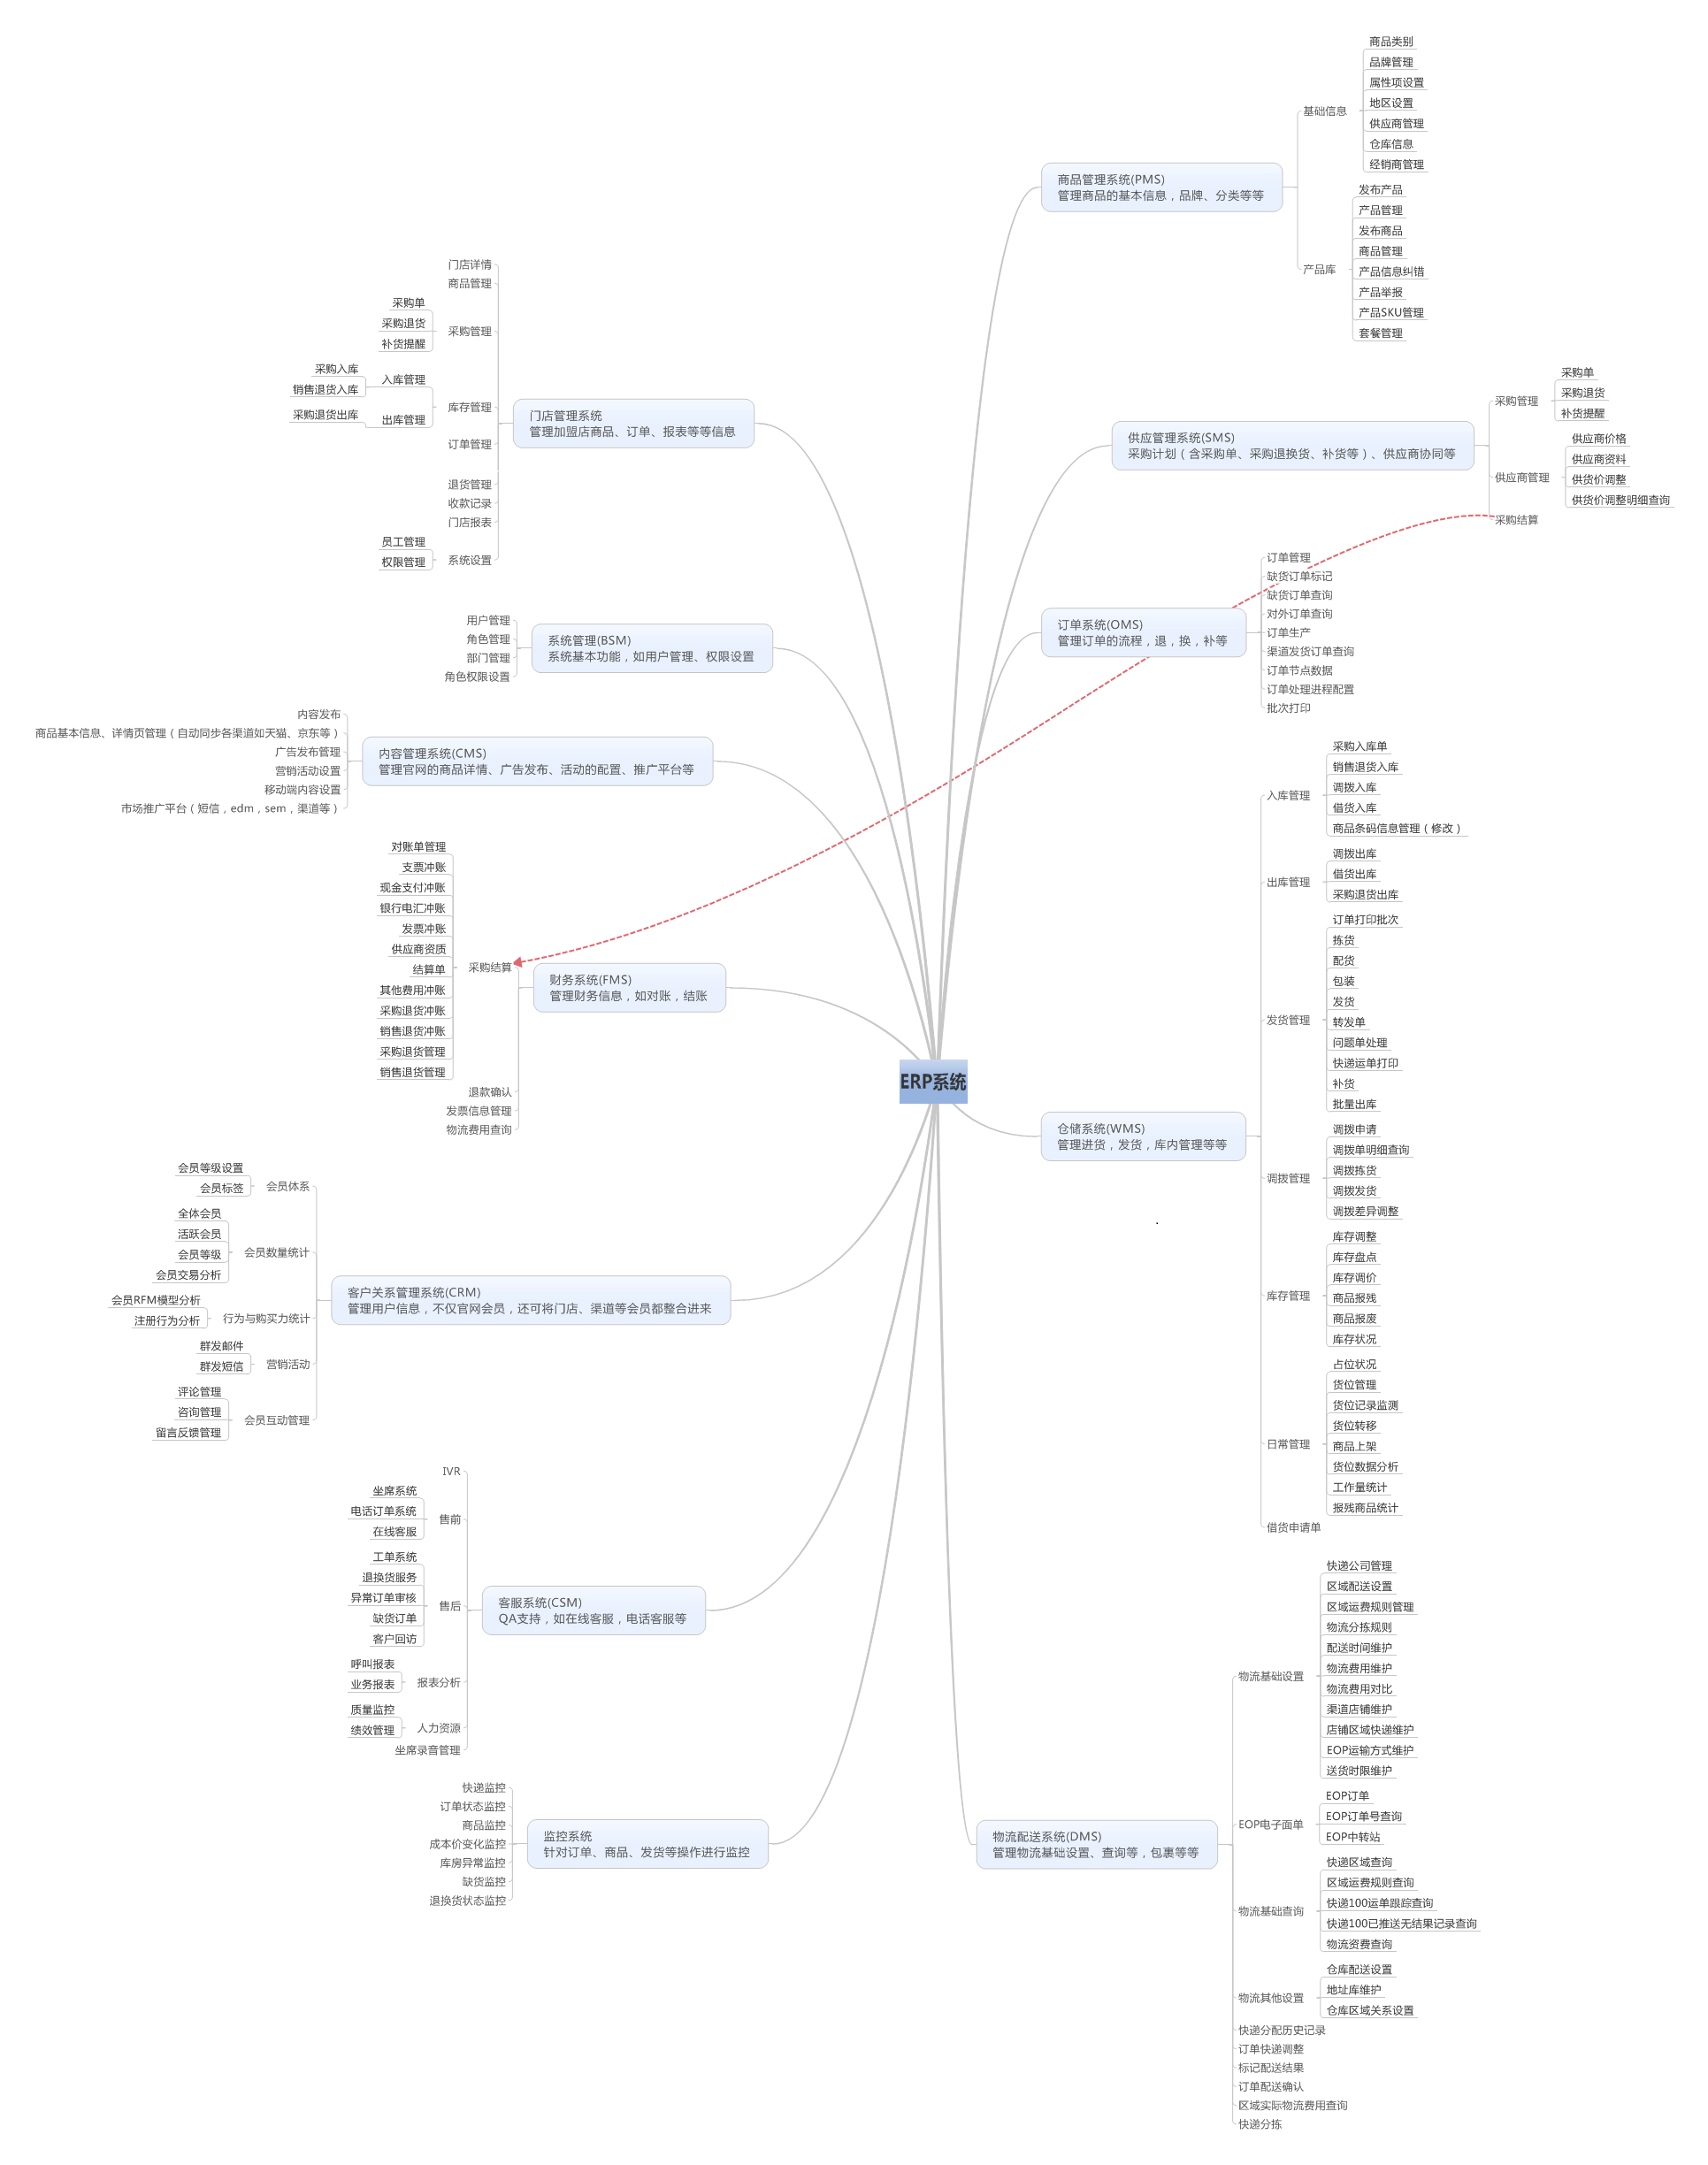 ERP系统
商品管理系统(PMS)
管理商品的基本信息，品牌、分类等等
基础信息
商品类别
品牌管理
属性项设置
地区设置
供应商管理
仓库信息
经销商管理
产品库
发布产品
产品管理
发布商品
商品管理
产品信息纠错
产品举报
产品SKU管理
套餐管理
供应管理系统(SMS)
采购计划（含采购单、采购退换货、补货等）、供应商协同等
采购管理
采购单
采购退货
补货提醒
供应商管理
供应商价格
供应商资料
供货价调整
供货价调整明细查询
采购结算
订单系统(OMS)
管理订单的流程，退，换，补等
订单管理
缺货订单标记
缺货订单查询
对外订单查询
订单生产
渠道发货订单查询
订单节点数据
订单处理进程配置
批次打印
仓储系统(WMS)
管理进货，发货，库内管理等等
入库管理
采购入库单
销售退货入库
调拨入库
借货入库
商品条码信息管理（修改）
出库管理
调拨出库
借货出库
采购退货出库
发货管理
订单打印批次
拣货
配货
包装
发货
转发单
问题单处理
快递运单打印
补货
批量出库
调拨管理
调拨申请
调拨单明细查询
调拨拣货
调拨发货
调拨差异调整
库存管理
库存调整
库存盘点
库存调价
商品报残
商品报废
库存状况
日常管理
占位状况
货位管理
货位记录监测
货位转移
商品上架
货位数据分析
工作量统计
报残商品统计
借货申请单
物流配送系统(DMS)
管理物流基础设置、查询等，包裹等等
物流基础设置
快递公司管理
区域配送设置
区域运费规则管理
物流分拣规则
配送时间维护
物流费用维护
物流费用对比
渠道店铺维护
店铺区域快递维护
EOP运输方式维护
送货时限维护
EOP电子面单
EOP订单
EOP订单号查询
EOP中转站
物流基础查询
快递区域查询
区域运费规则查询
快递100运单跟踪查询
快递100已推送无结果记录查询
物流资费查询
物流其他设置
仓库配送设置
地址库维护
仓库区域关系设置
快递分配历史记录
订单快递调整
标记配送结果
订单配送确认
区域实际物流费用查询
快递分拣
门店管理系统
管理加盟店商品、订单、报表等等信息
门店详情
商品管理
采购管理
采购单
采购退货
补货提醒
库存管理
入库管理
采购入库
销售退货入库
出库管理
采购退货出库
订单管理
退货管理
收款记录
门店报表
系统设置
员工管理
权限管理
系统管理(BSM)
系统基本功能，如用户管理、权限设置
用户管理
角色管理
部门管理
角色权限设置
内容管理系统(CMS)
管理官网的商品详情、广告发布、活动的配置、推广平台等
内容发布
商品基本信息、详情页管理（自动同步各渠道如天猫、京东等）
广告发布管理
营销活动设置
移动端内容设置
市场推广平台（短信，edm，sem，渠道等）
财务系统(FMS)
管理财务信息，如对账，结账
采购结算
对账单管理
支票冲账
现金支付冲账
银行电汇冲账
发票冲账
供应商资质
结算单
其他费用冲账
采购退货冲账
销售退货冲账
采购退货管理
销售退货管理
退款确认
发票信息管理
物流费用查询
客户关系管理系统(CRM)
管理用户信息，不仅官网会员，还可将门店、渠道等会员都整合进来
会员体系
会员等级设置
会员标签
会员数量统计
全体会员
活跃会员
会员等级
会员交易分析
行为与购买力统计
会员RFM模型分析
注册行为分析
营销活动
群发邮件
群发短信
会员互动管理
评论管理
咨询管理
留言反馈管理
客服系统(CSM)
QA支持，如在线客服，电话客服等
IVR
售前
坐席系统
电话订单系统
在线客服
售后
工单系统
退换货服务
异常订单审核
缺货订单
客户回访
报表分析
呼叫报表
业务报表
人力资源
质量监控
绩效管理
坐席录音管理
监控系统
针对订单、商品、发货等操作进行监控
快递监控
订单状态监控
商品监控
成本价变化监控
库房异常监控
缺货监控
退换货状态监控